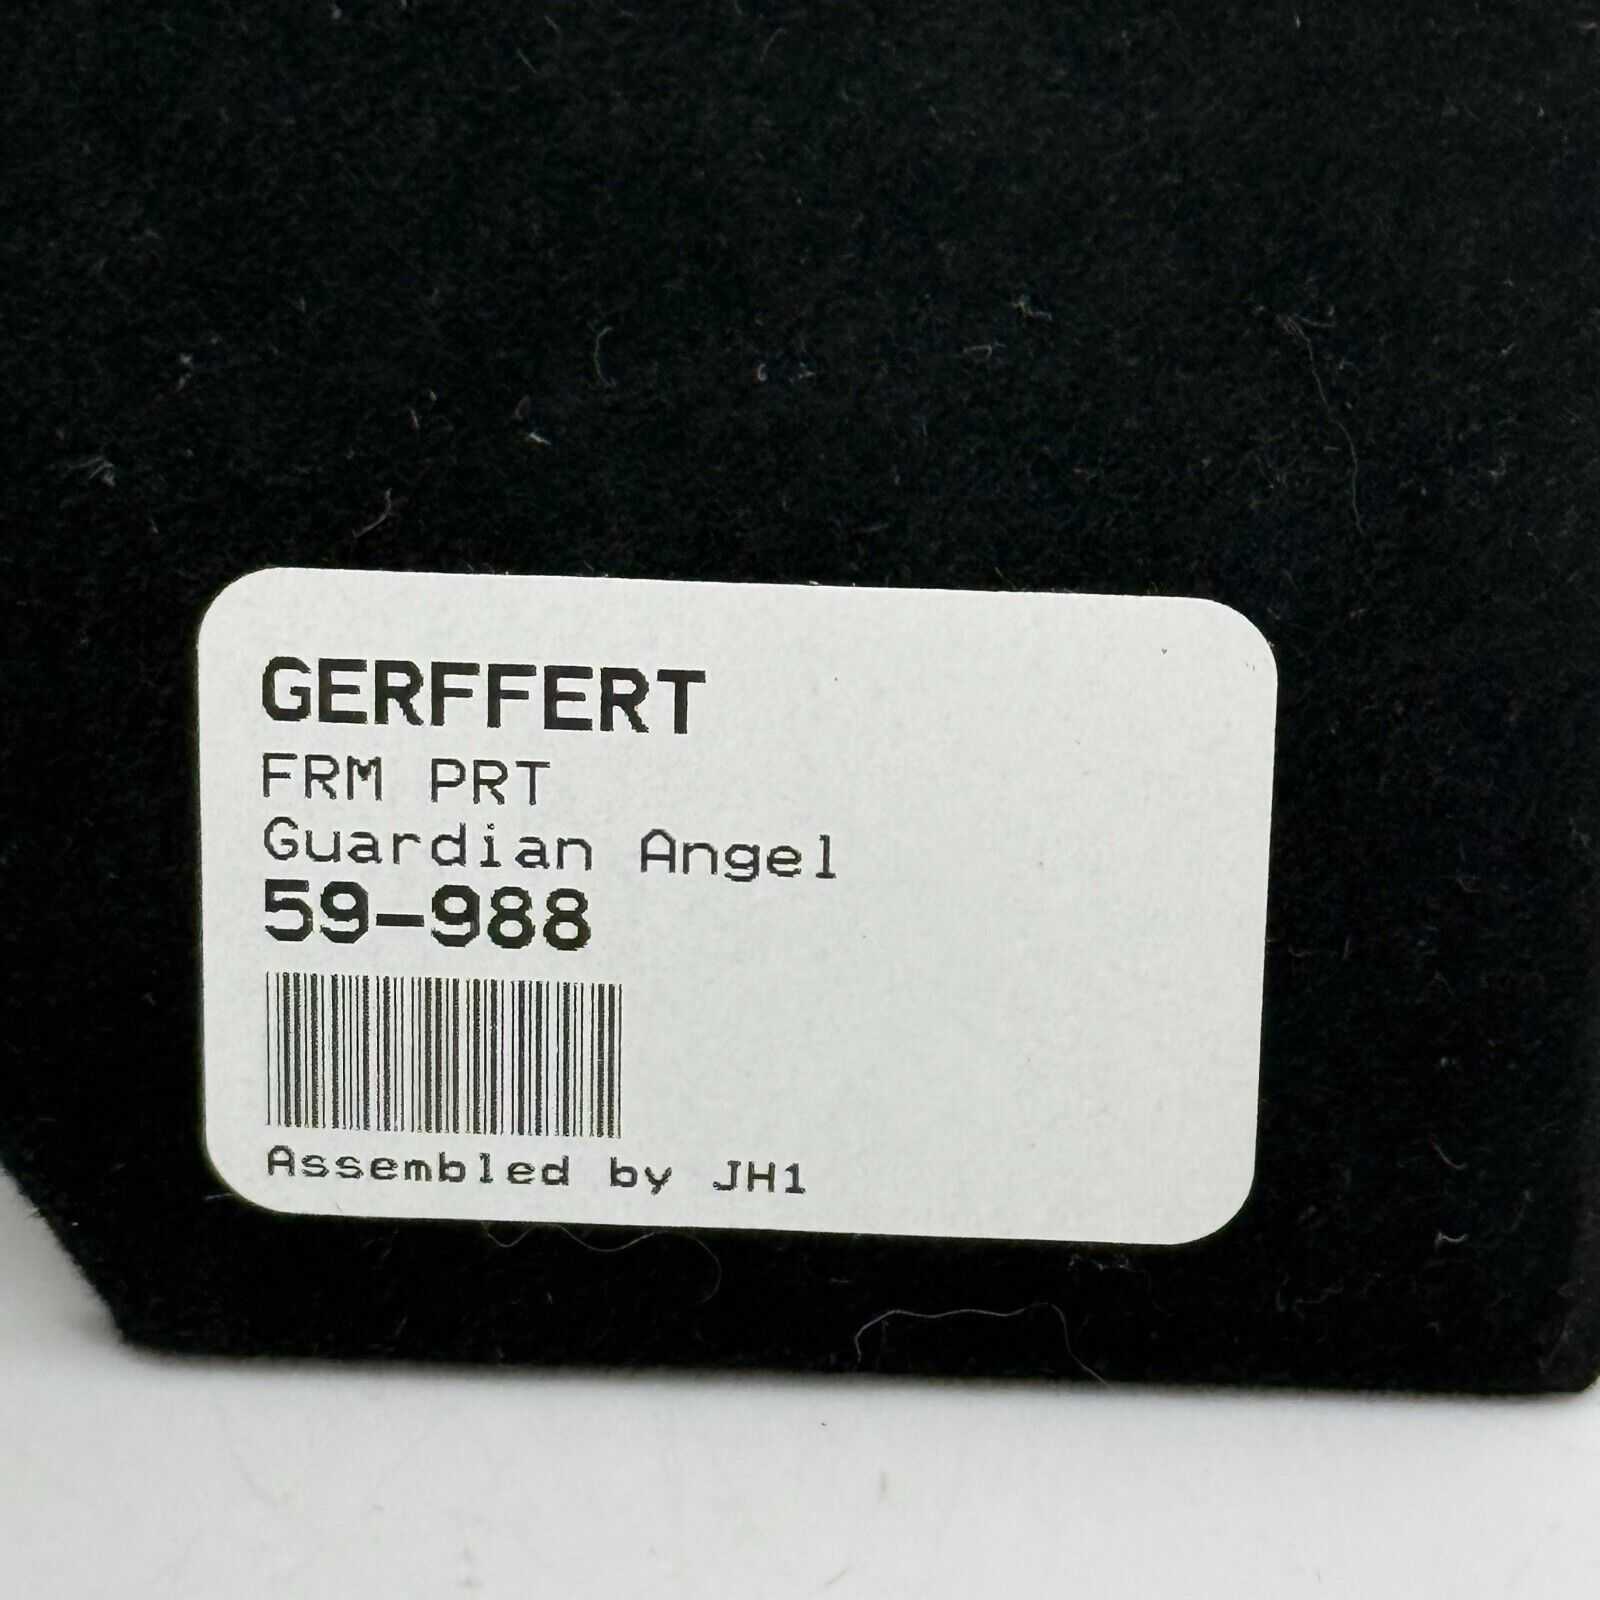 GERFFERT
FRM PRT
Guardian Angel
59-988
Assembled by JH1